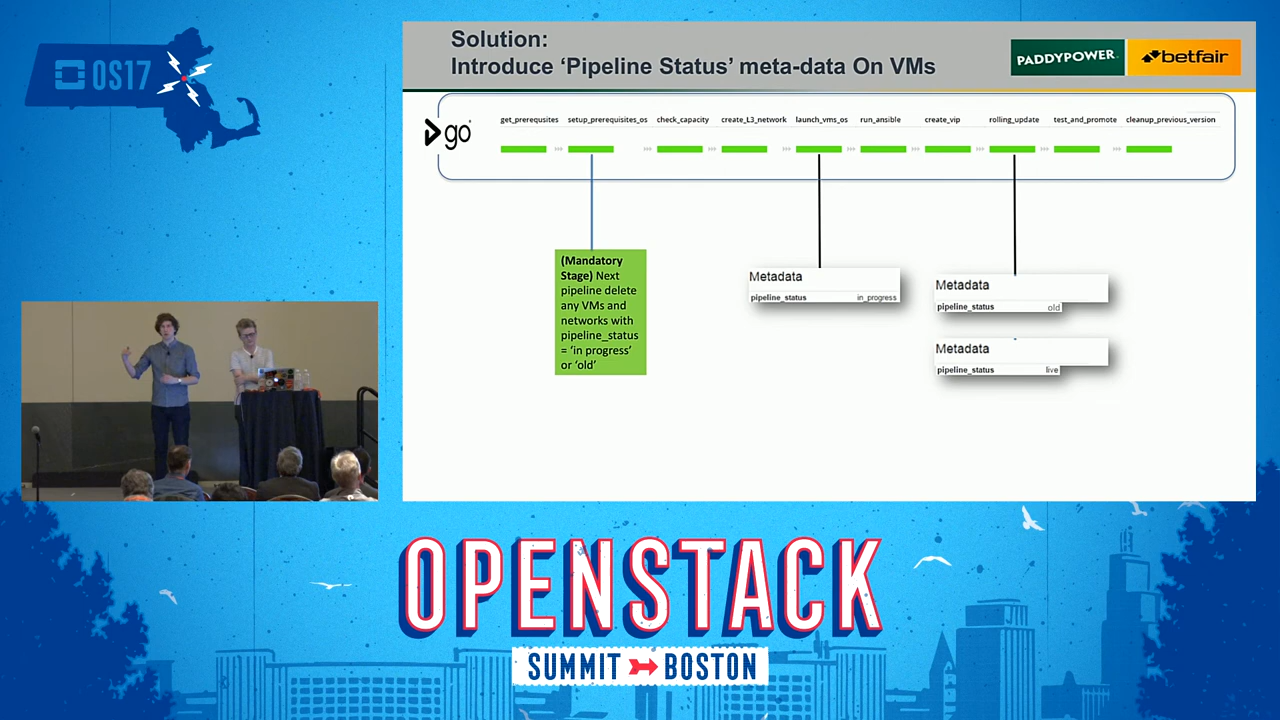 OS17
Solution:
Introduce ‘Pipeline Status’ meta-data On VMs
PADDYPOWER.
betfair
go
get_prerequsites setup_prerequisites_os check_capacity create_L3_network launch_vms_os run_ansible create_vip rolling_update test_and_promote cleanup_previous_version
(Mandatory
Stage) Next
pipeline delete
any VMs and
networks with
pipeline_status
= ‘in progress’
or ‘old’
Metadata
pipeline_status in_progress
Metadata
pipeline_status old
Metadata
pipeline_status live
OPENSTACK
SUMMIT BOSTON